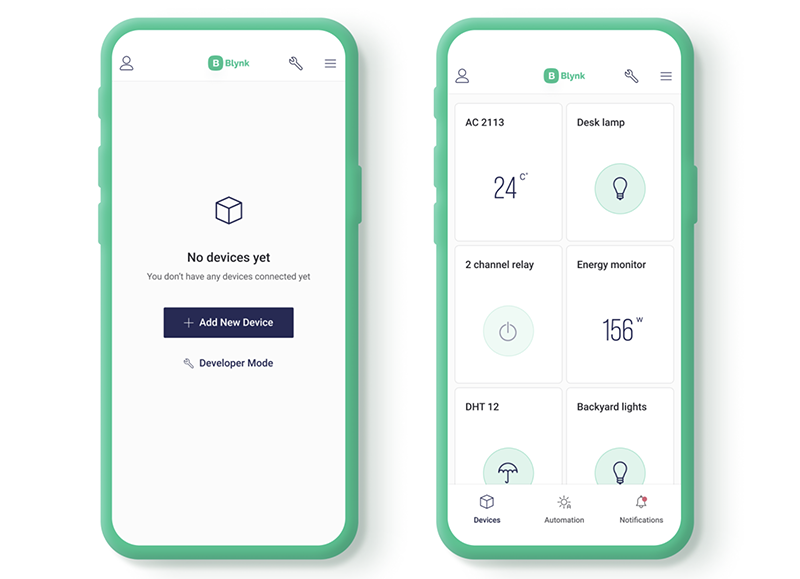 B Blynk
No devices yet
You don't have any devices connected yet
Add New Device
Developer Mode
B Blynk
AC 2113
Desk lamp
24 C°
2 channel relay
Energy monitor
156 W
DHT 12
Backyard lights
Devices
Automation
Notifications